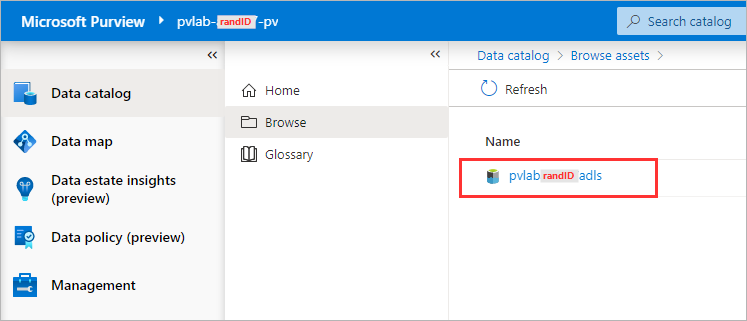 Microsoft Purview > pvlab-randID-pv
Search catalog
«
Data catalog
Data map
Data estate insights
(preview)
Data policy (preview)
Management
«
Home
Browse
Glossary
Data catalog > Browse assets >
Refresh
Name
pvlabrandIDadls